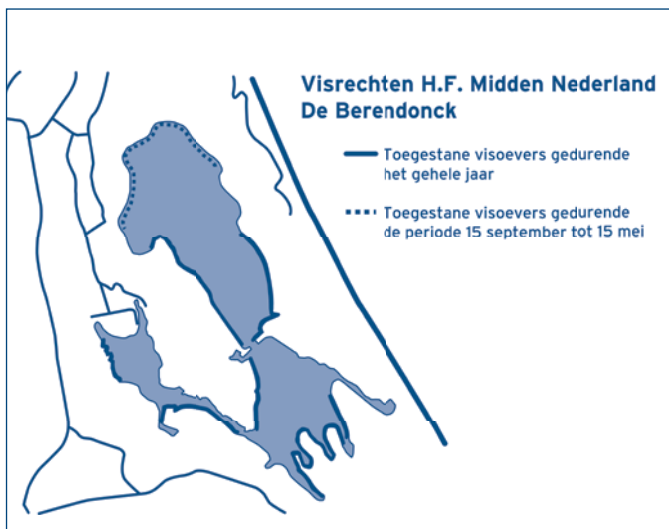 Visrechten H.F. Midden Nederland
De Berendonck
Toegestane visoevers gedurende
het gehele jaar
Toegestane visoevers gedurende
de periode 15 september tot 15 mei